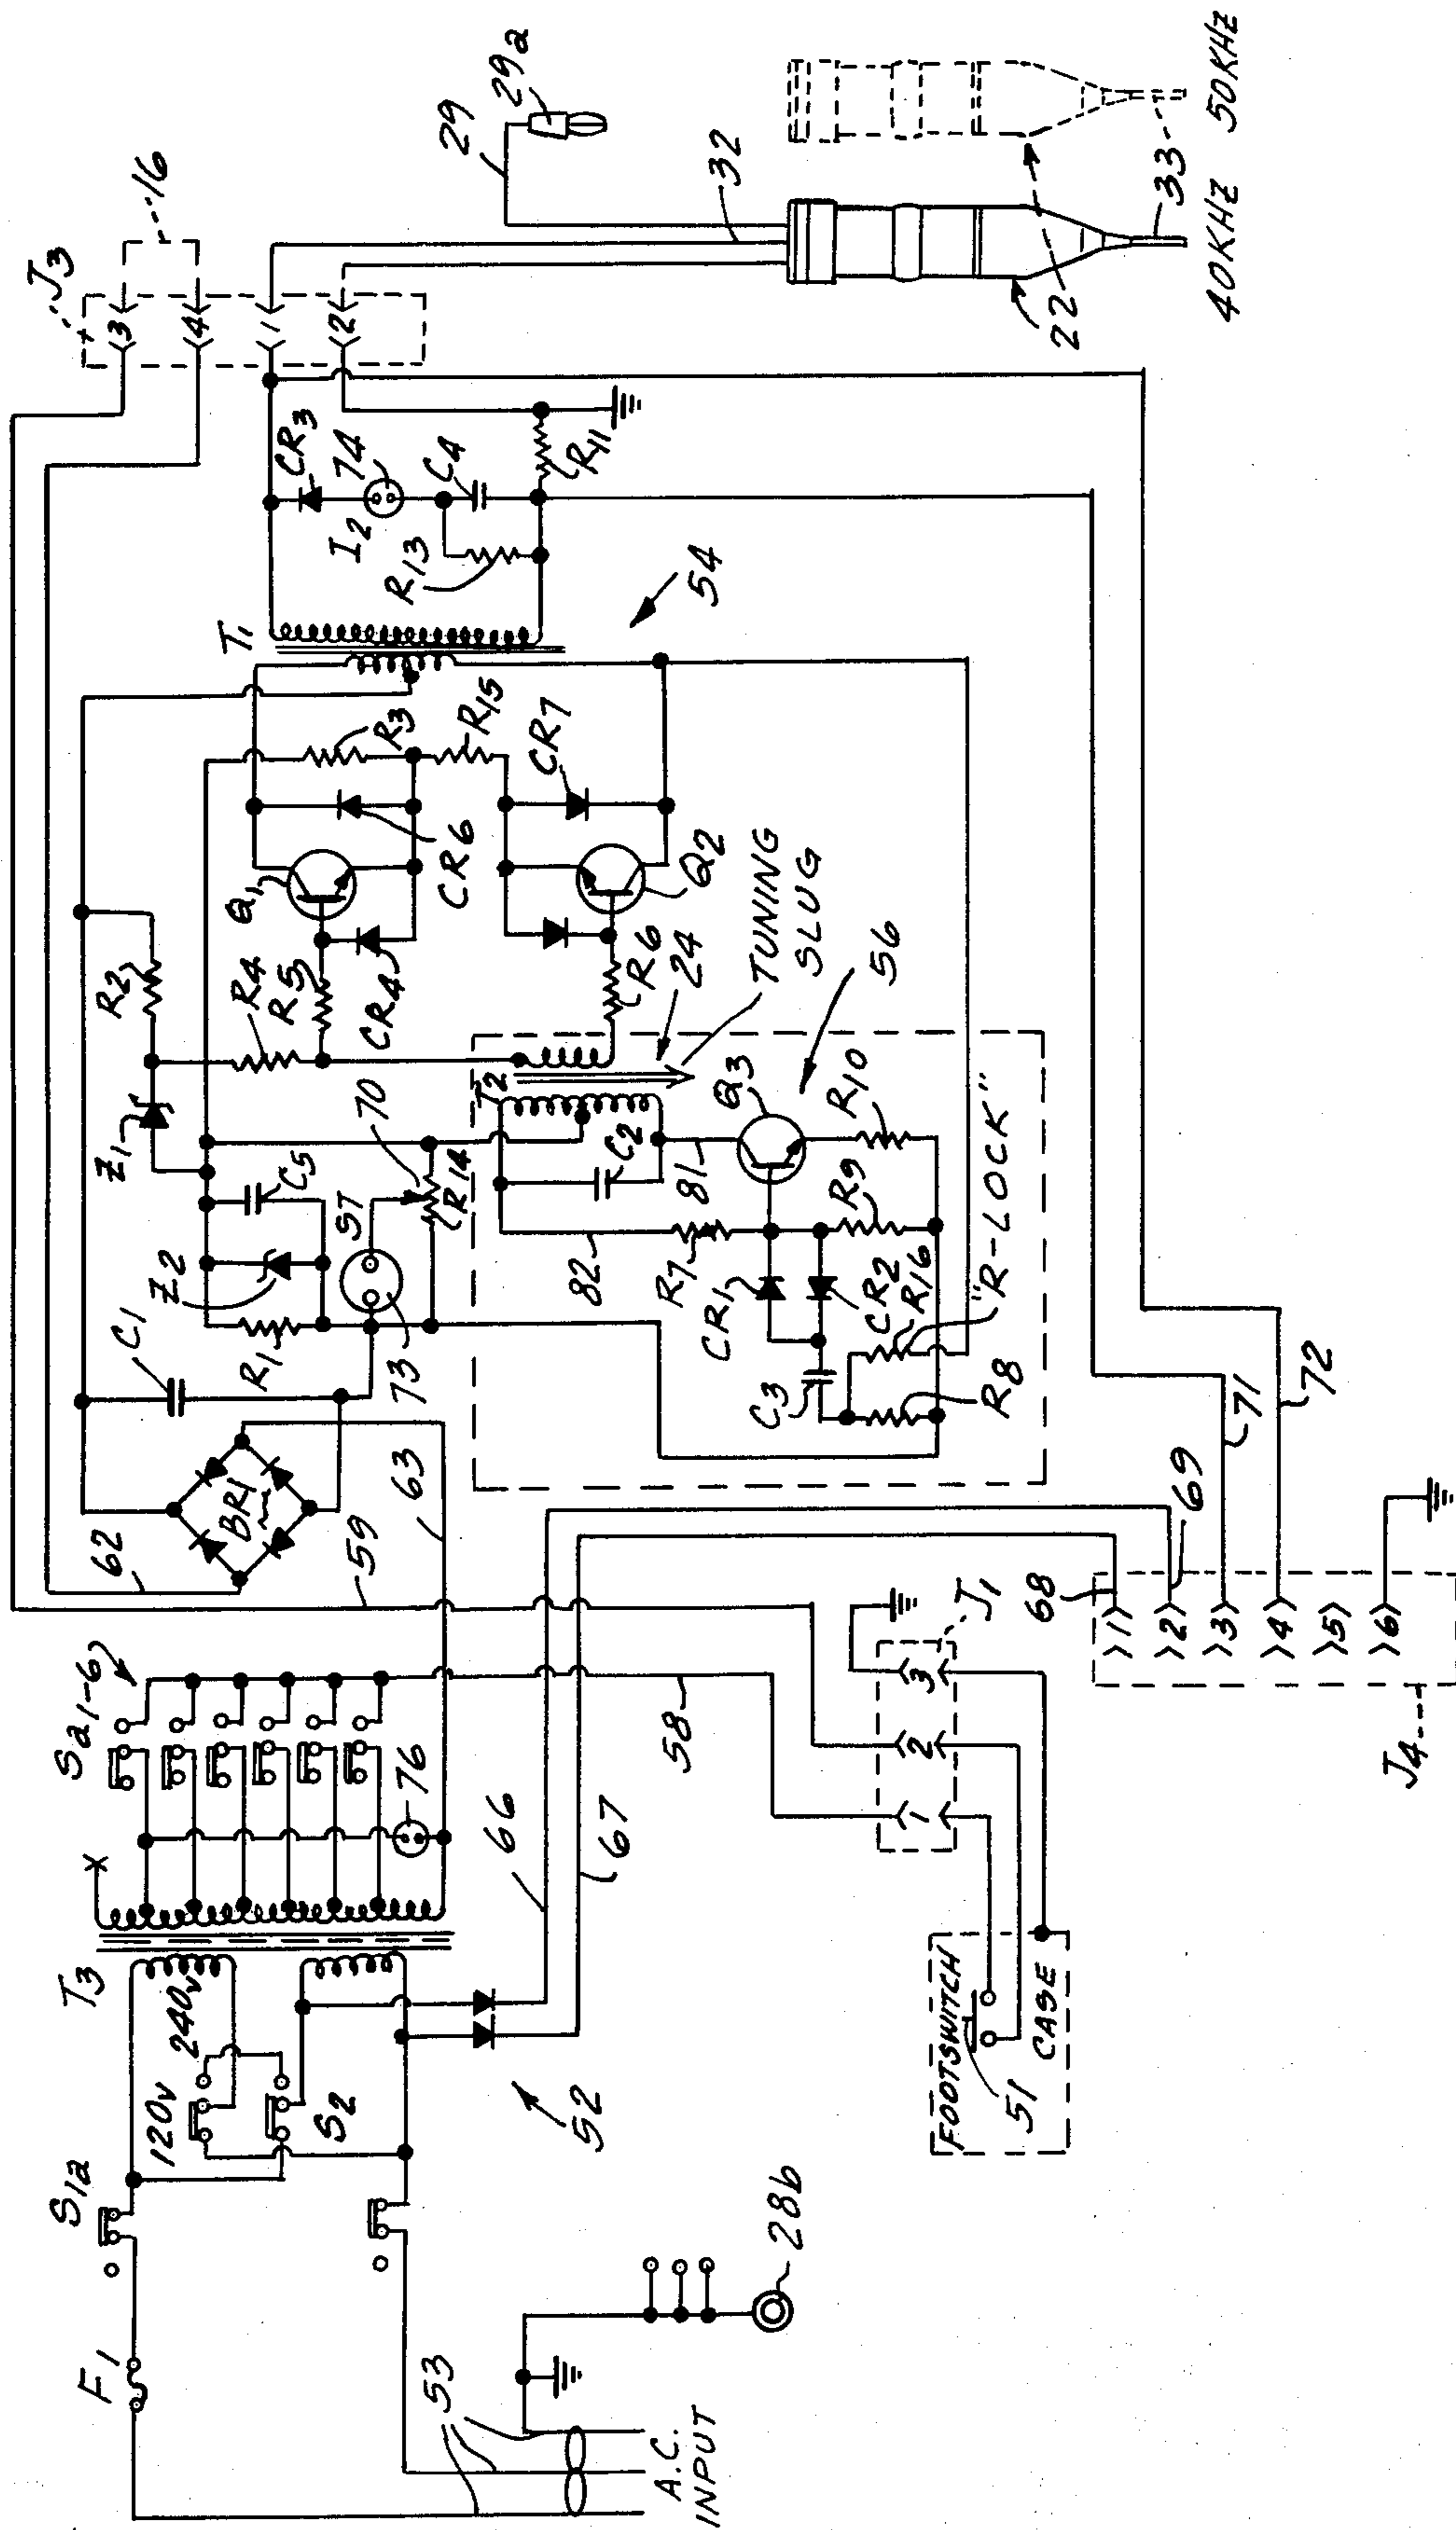 F1
S1a
120V
240V
S2
T3
X
Sa1-6
76
53
A.C.
INPUT
28b
52
66
67
58
59
63
62
BR1
~
C1
R1
Z2
C5
Z1
R2
R4
R5
CR4
Q1
CR6
R3
R15
CR7
Q2
R6
24
TUNING
SLUG
56
S7
73
70
R14
T2
C2
81
82
Q3
R10
R9
R7
CR1
CR2
R16
"R-LOCK"
C3
R8
T1
54
CR3
74
I2
C4
R13
R11
J3
3
4
1
2
16
29
29a
32
22
33
40KHZ
50KHZ
FOOTSWITCH
51
CASE
J1
1
2
3
68
69
71
72
J4
1
2
3
4
5
6